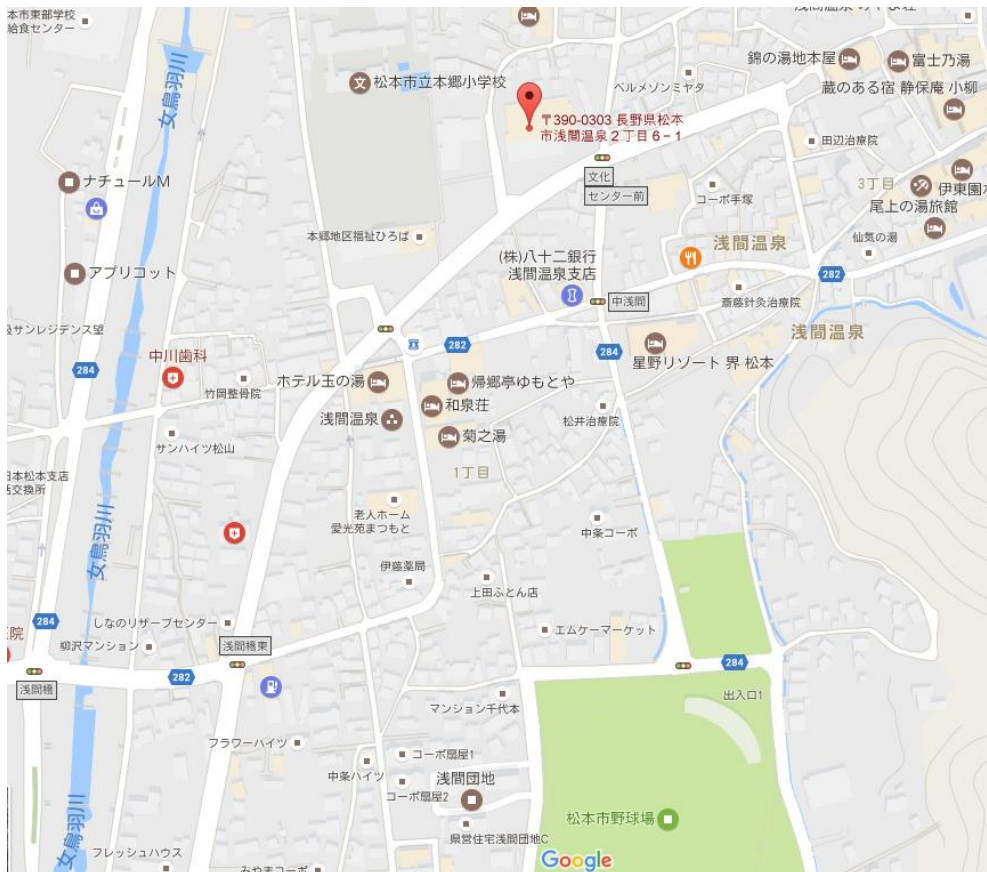 本市東部学校
給食センター
女鳥羽川
松本市立本郷小学校
文
〒390-0303 長野県松本
市浅間温泉2丁目6-1
ベルメゾンミヤタ
錦の湯地本屋
富士乃湯
蔵のある宿 静保庵 小柳
田辺治療院
文化
センター前
3丁目
伊東園ホ
尾上の湯旅館
コーポ手塚
ナチュールM
本郷地区福祉ひろば
浅間温泉
仙気の湯
(株)八十二銀行
浅間温泉支店
アプリコット
282
中浅間
斎藤針灸治療院
浅間温泉
級サンレジデンス望
282
284
中川歯科
284
星野リゾート 界 松本
竹岡整骨院
ホテル玉の湯
帰郷亭ゆもとや
和泉荘
浅間温泉
松井治療院
サンハイツ松山
菊之湯
1丁目
日本松本支店
話交換所
老人ホーム
愛光苑まつもと
女鳥羽川
中条コーポ
伊藤薬局
上田ふとん店
284
しなのリザーブセンター
医院
柳沢マンション
浅間橋東
エムケーマーケット
284
282
浅間橋
出入口1
マンション千代本
フラワーハイツ
コーポ扇屋1
中条ハイツ
浅間団地
コーポ扇屋2
松本市野球場
県営住宅浅間団地C
女鳥羽川
フレッシュハウス
Google
みやまコーポ